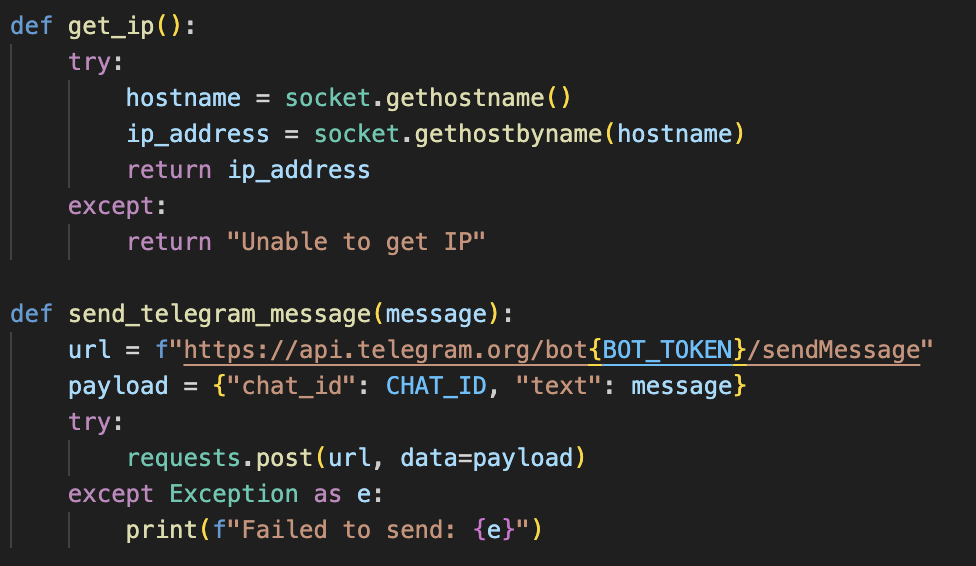 def get_ip():
    try:
        hostname = socket.gethostname()
        ip_address = socket.gethostbyname(hostname)
        return ip_address
    except:
        return "Unable to get IP"

def send_telegram_message(message):
    url = f"https://api.telegram.org/bot{BOT_TOKEN}/sendMessage"
    payload = {"chat_id": CHAT_ID, "text": message}
    try:
        requests.post(url, data=payload)
    except Exception as e:
        print(f"Failed to send: {e}")